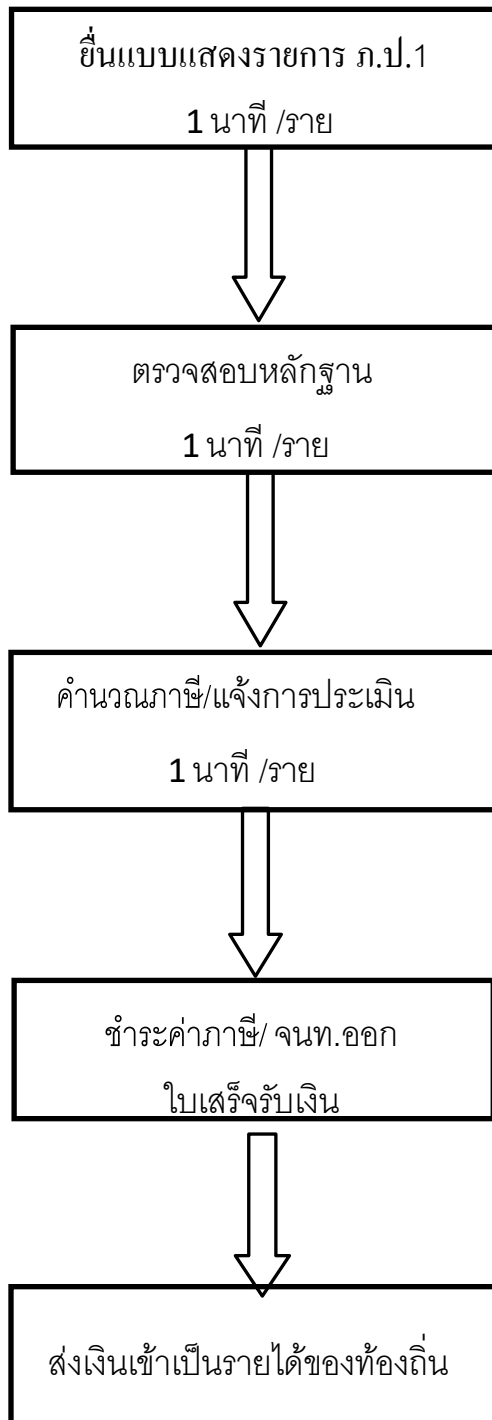 ยื่นแบบแสดงรายการ ภ.ป.1
1 นาที /ราย
ตรวจสอบหลักฐาน
1 นาที /ราย
คำนวณภาษี/แจ้งการประเมิน
1 นาที /ราย
ชำระค่าภาษี/ จนท.ออก
ใบเสร็จรับเงิน
ส่งเงินเข้าเป็นรายได้ของท้องถิ่น